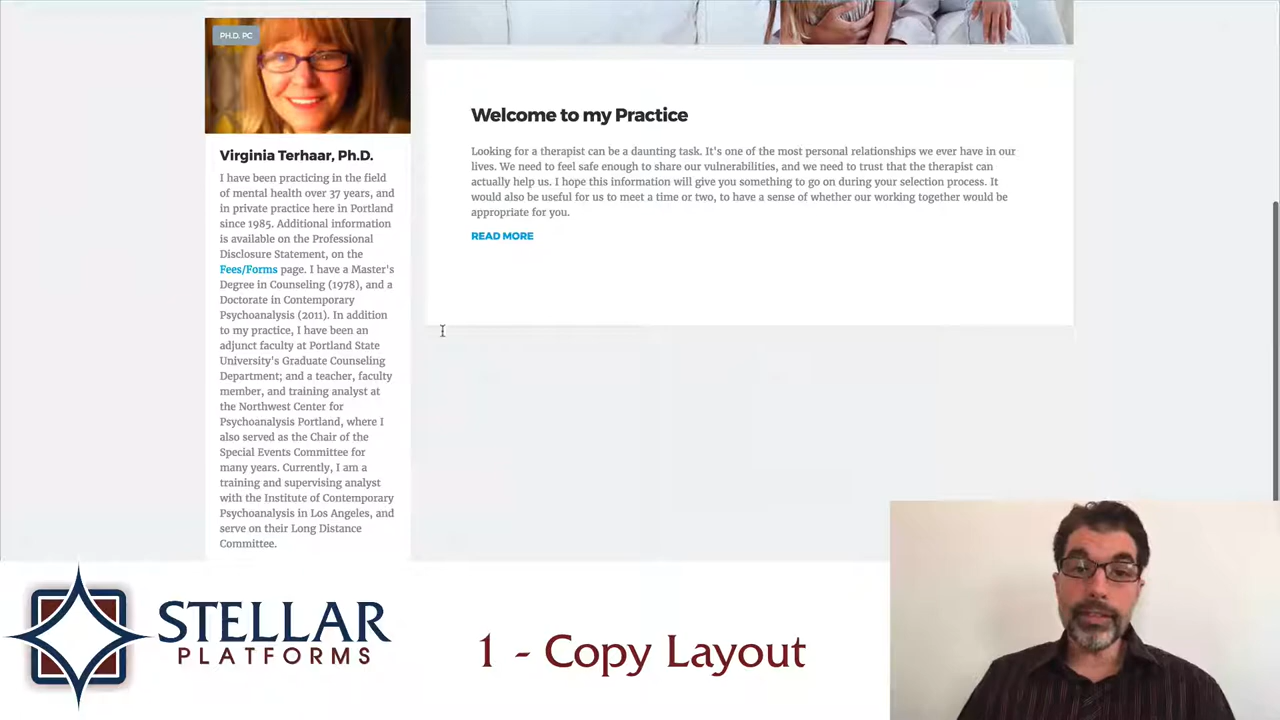 PH.D. PC
Virginia Terhaar, Ph.D.
I have been practicing in the field
of mental health over 37 years, and
in private practice here in Portland
since 1985. Additional information
is available on the Professional
Disclosure Statement, on the
Fees/Forms page. I have a Master's
Degree in Counseling (1978), and a
Doctorate in Contemporary
Psychoanalysis (2011). In addition
to my practice, I have been an
adjunct faculty at Portland State
University's Graduate Counseling
Department; and a teacher, faculty
member, and training analyst at
the Northwest Center for
Psychoanalysis Portland, where I
also served as the Chair of the
Special Events Committee for
many years. Currently, I am a
training and supervising analyst
with the Institute of Contemporary
Psychoanalysis in Los Angeles, and
serve on their Long Distance
Committee.
Welcome to my Practice
Looking for a therapist can be a daunting task. It's one of the most personal relationships we ever have in our
lives. We need to feel safe enough to share our vulnerabilities, and we need to trust that the therapist can
actually help us. I hope this information will give you something to go on during your selection process. It
would also be useful for us to meet a time or two, to have a sense of whether our working together would be
appropriate for you.
READ MORE
STELLAR
PLATFORMS
1 - Copy Layout